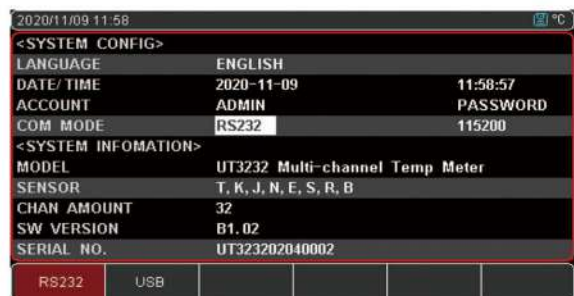 2020/11/09 11:58 °C
<SYSTEM CONFIG>
LANGUAGE ENGLISH
DATE/TIME 2020-11-09 11:58:57
ACCOUNT ADMIN PASSWORD
COM MODE RS232 115200
<SYSTEM INFOMATION>
MODEL UT3232 Multi-channel Temp Meter
SENSOR T, K, J, N, E, S, R, B
CHAN AMOUNT 32
SW VERSION B1.02
SERIAL NO. UT323202040002
RS232 USB